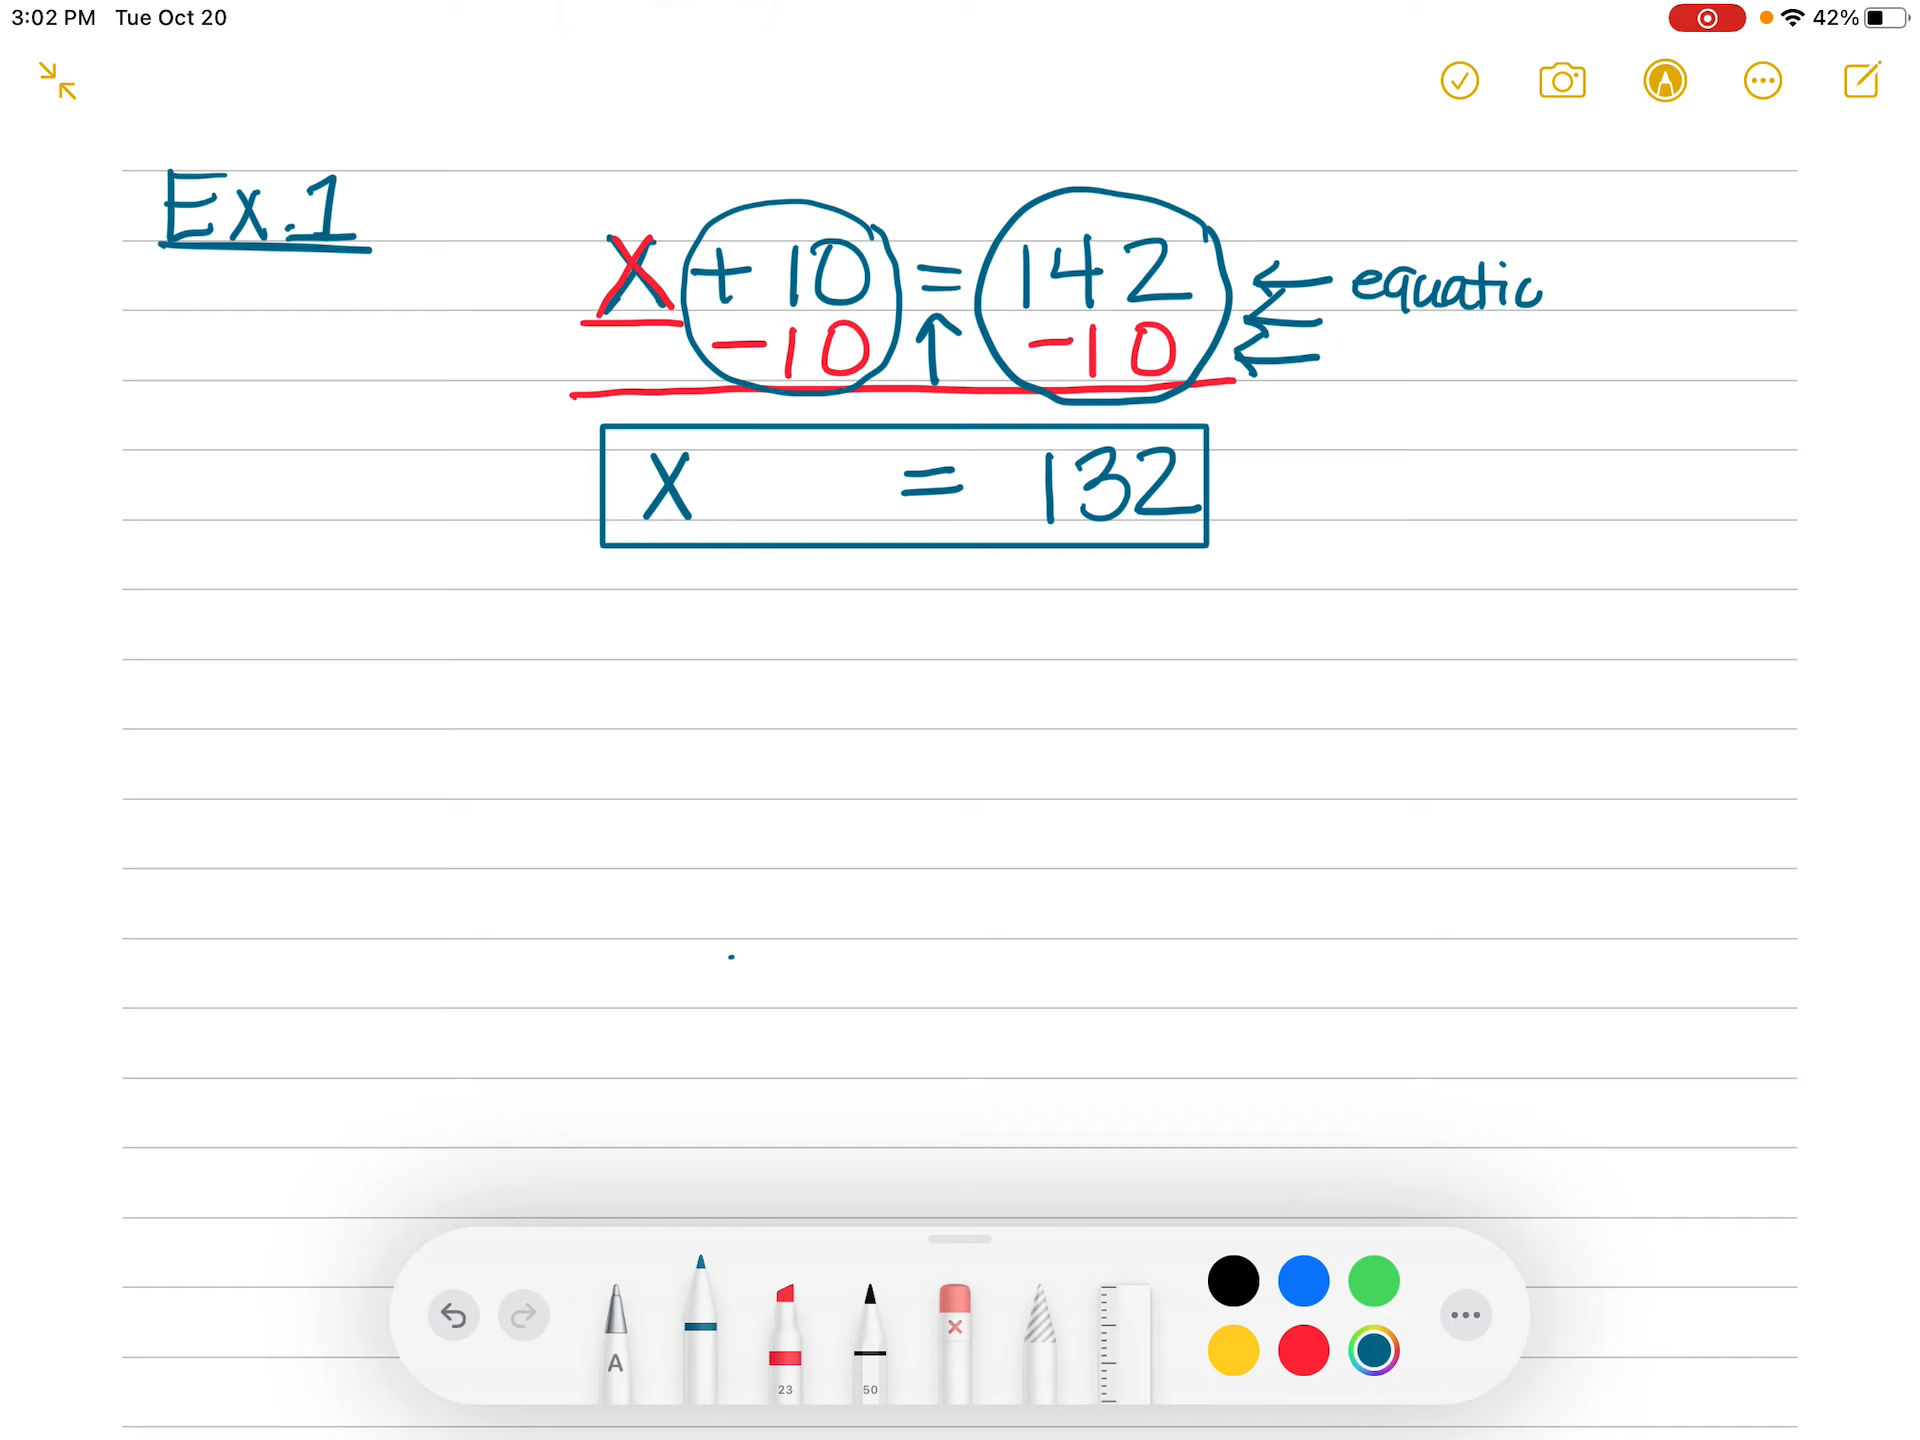 3:02 PM Tue Oct 20 42%
Ex.1
x + 10 = 142 ← equatic
-10 -10
x = 132
A 23 50